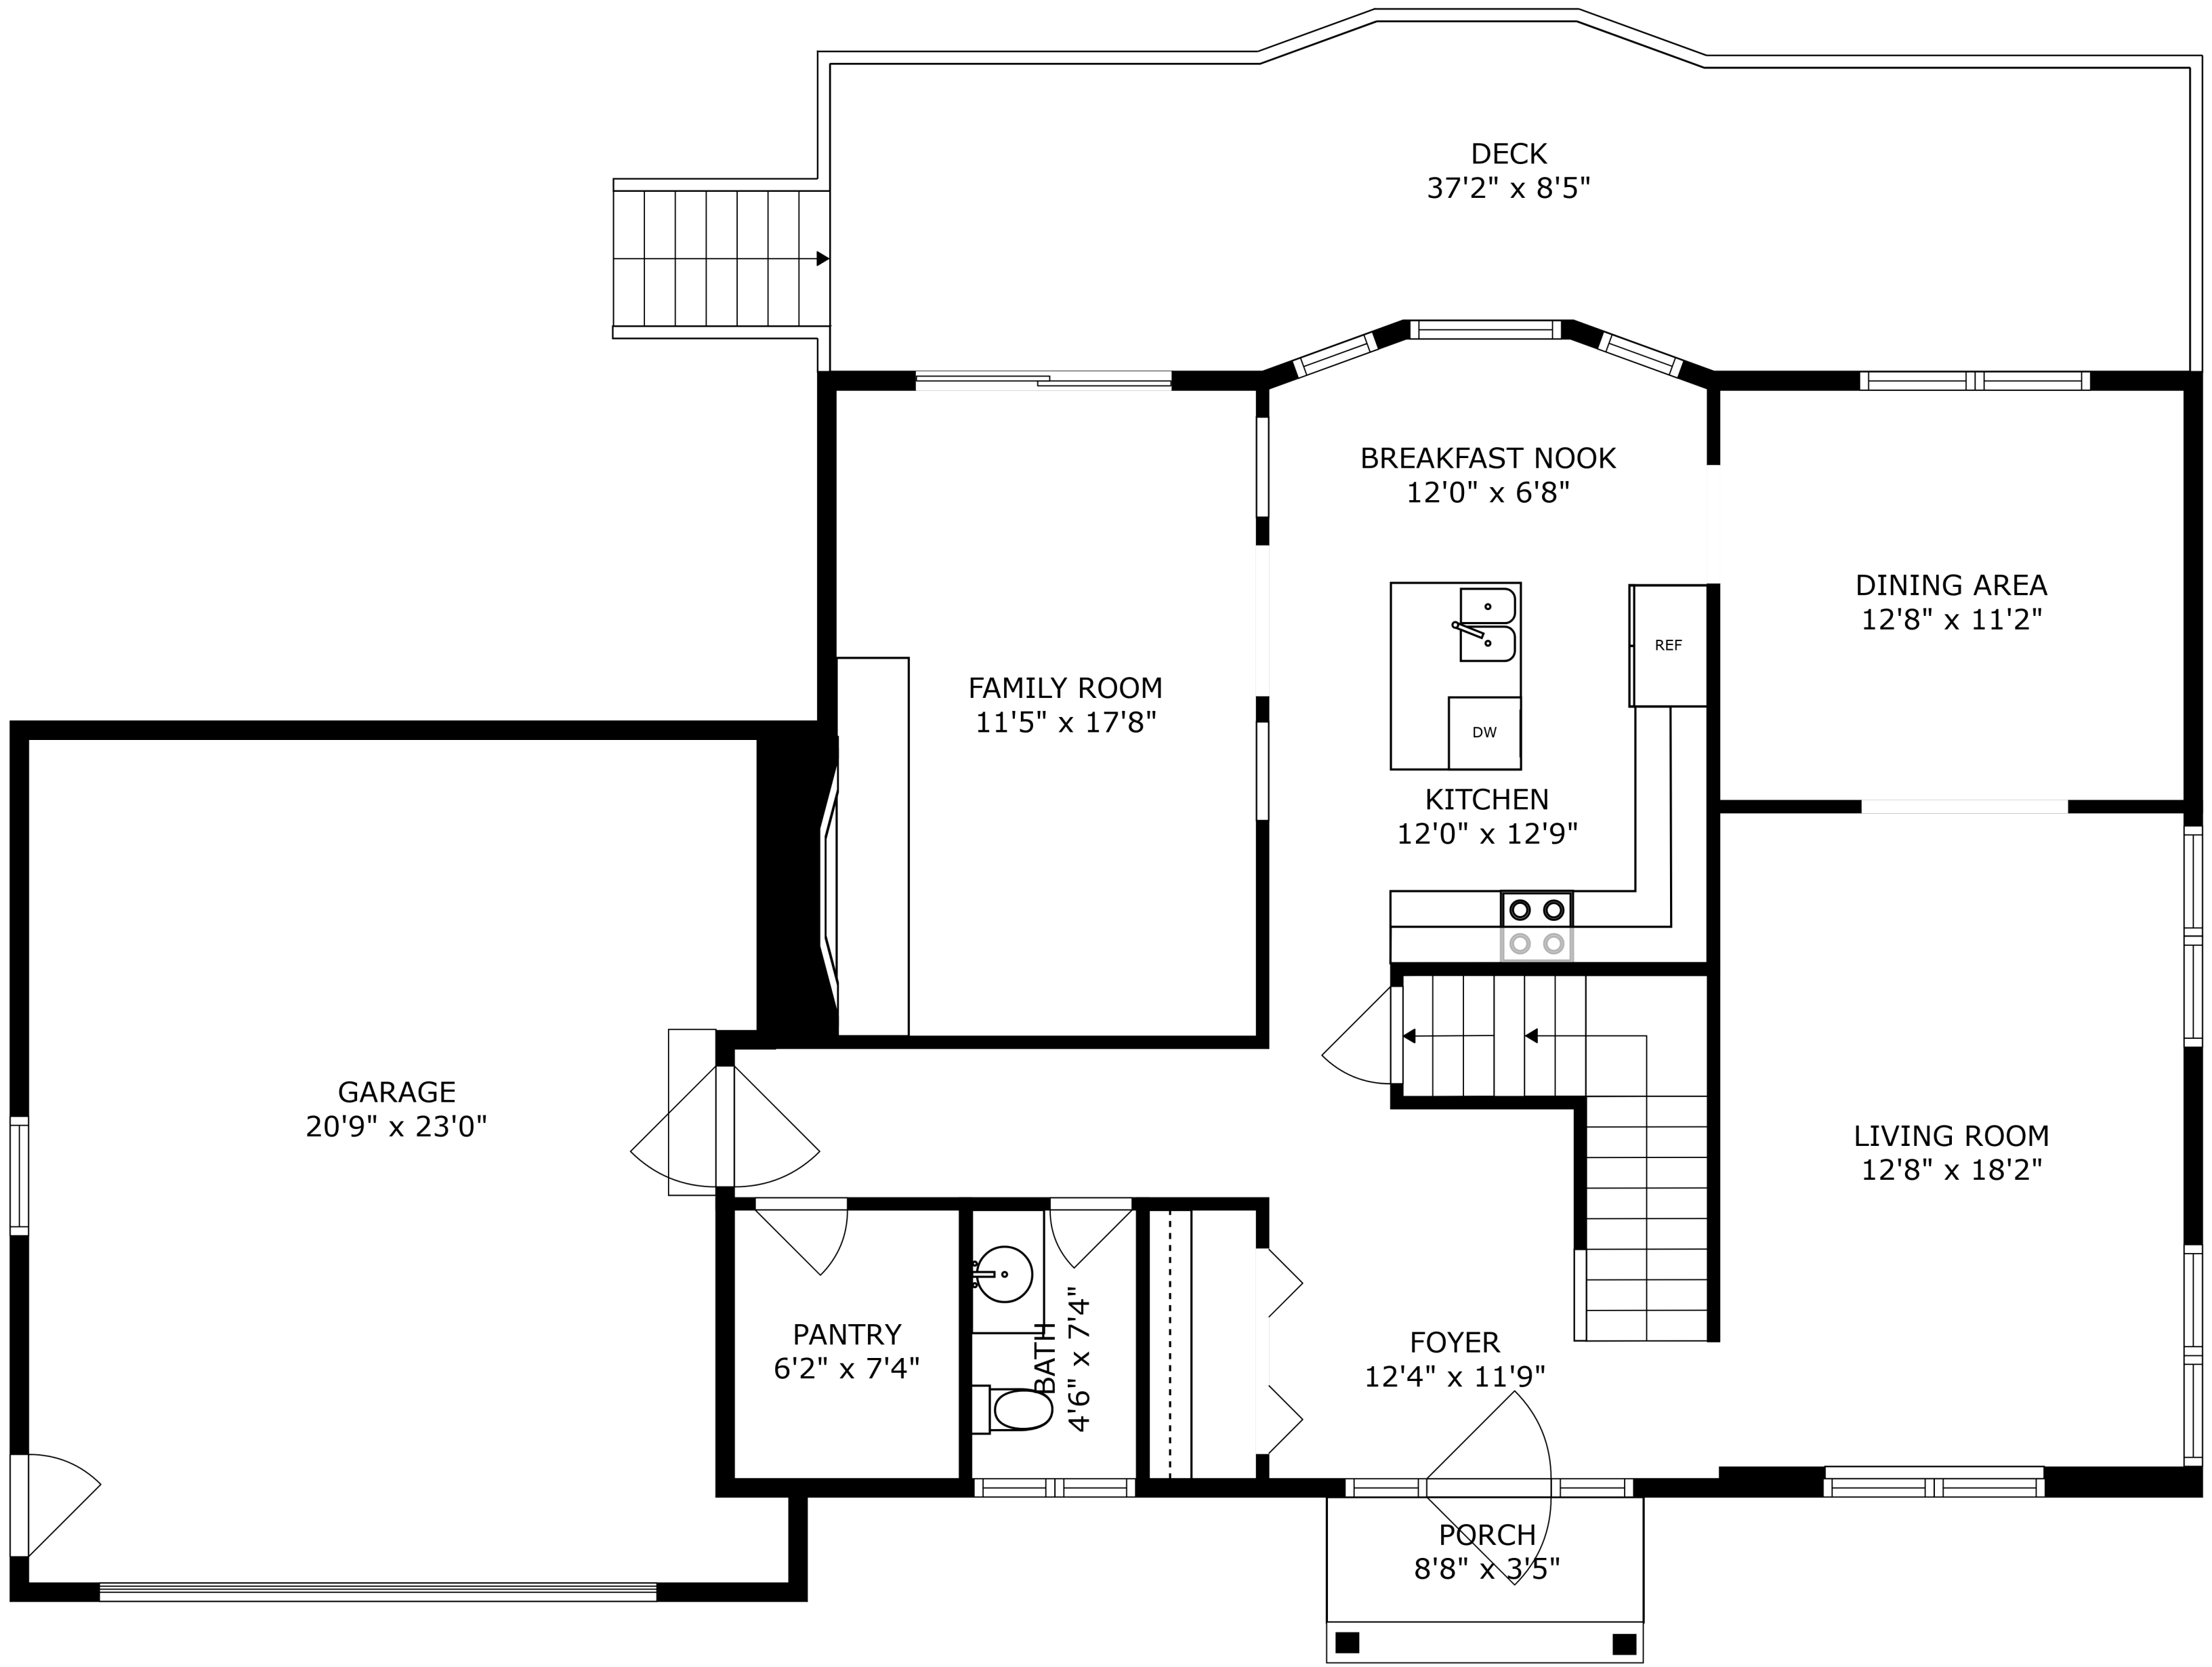 DECK
37'2" x 8'5"
BREAKFAST NOOK
12'0" x 6'8"
DINING AREA
12'8" x 11'2"
REF
FAMILY ROOM
11'5" x 17'8"
DW
KITCHEN
12'0" x 12'9"
GARAGE
20'9" x 23'0"
LIVING ROOM
12'8" x 18'2"
PANTRY
6'2" x 7'4"
BATH
4'6" x 7'4"
FOYER
12'4" x 11'9"
PORCH
8'8" x 3'5"